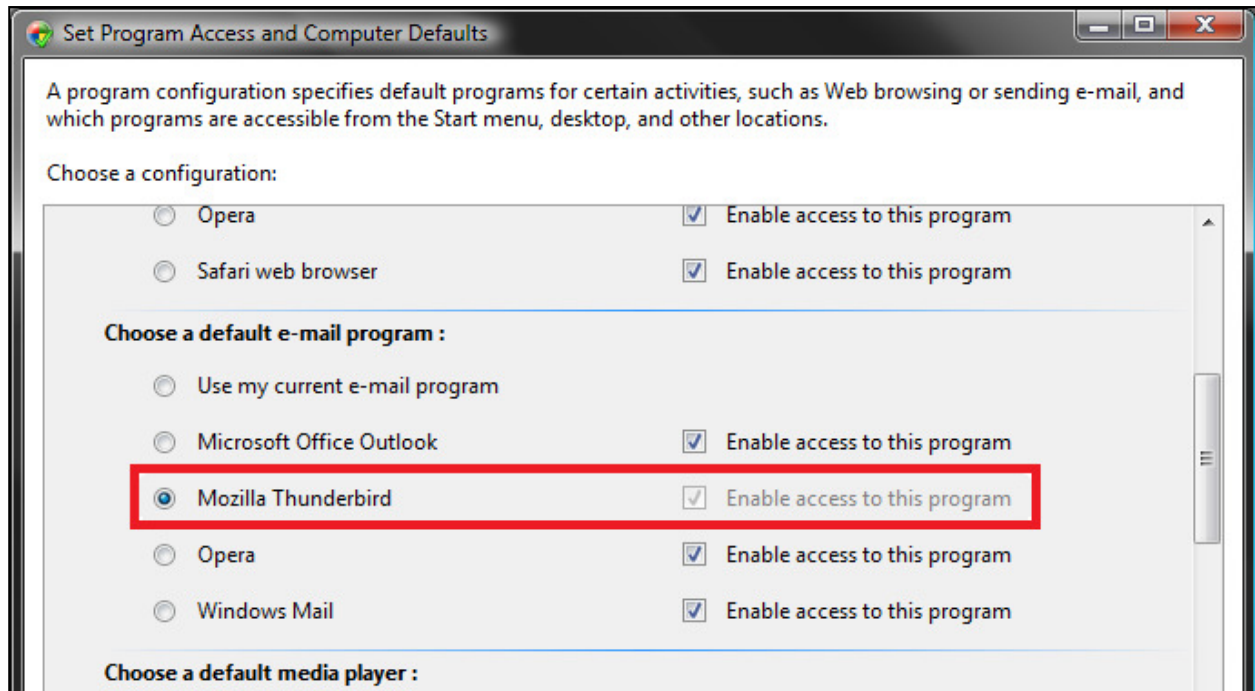 Set Program Access and Computer Defaults
A program configuration specifies default programs for certain activities, such as Web browsing or sending e-mail, and
which programs are accessible from the Start menu, desktop, and other locations.
Choose a configuration:
Opera Enable access to this program
Safari web browser Enable access to this program
Choose a default e-mail program :
Use my current e-mail program
Microsoft Office Outlook Enable access to this program
Mozilla Thunderbird Enable access to this program
Opera Enable access to this program
Windows Mail Enable access to this program
Choose a default media player :